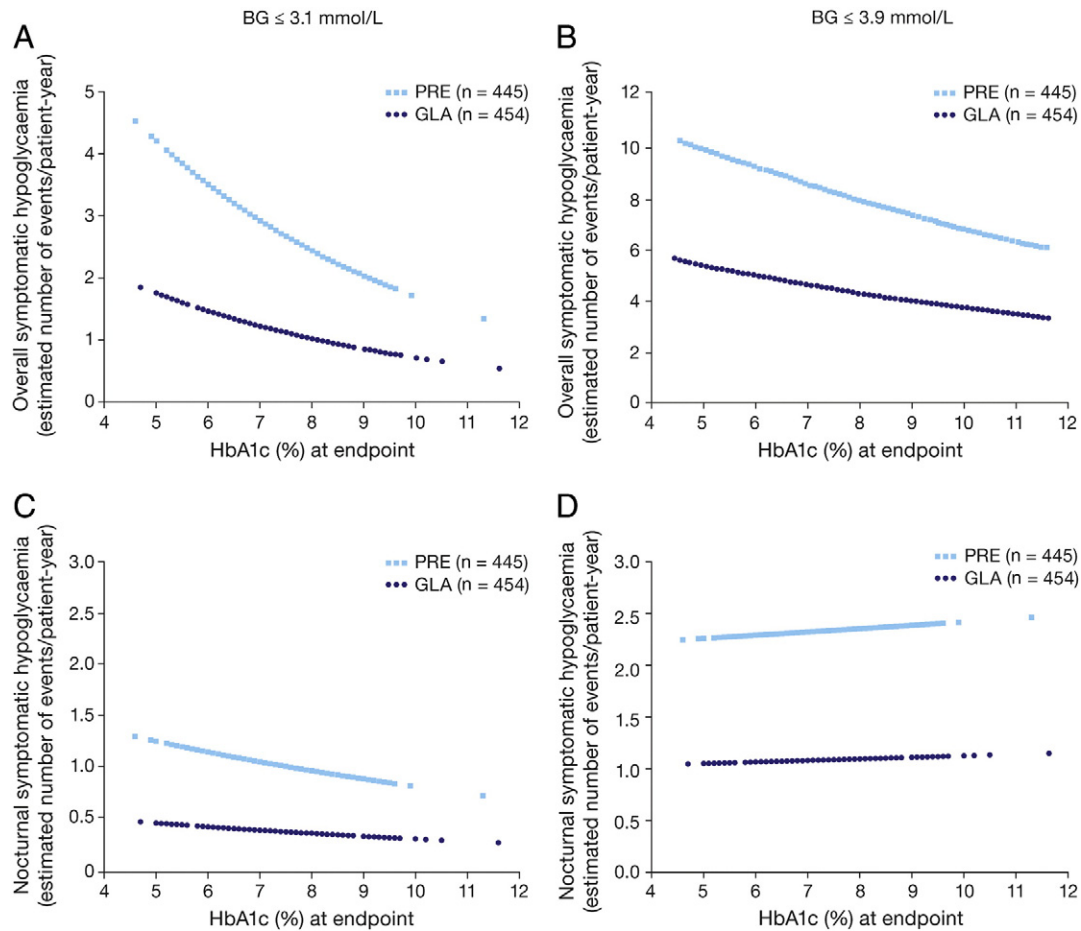 BG ≤ 3.1 mmol/L
BG ≤ 3.9 mmol/L
A
Overall symptomatic hypoglycaemia
(estimated number of events/patient-year)
5
4
3
2
1
0
PRE (n = 445)
GLA (n = 454)
4 5 6 7 8 9 10 11 12
HbA1c (%) at endpoint
B
Overall symptomatic hypoglycaemia
(estimated number of events/patient-year)
12
10
8
6
4
2
0
PRE (n = 445)
GLA (n = 454)
4 5 6 7 8 9 10 11 12
HbA1c (%) at endpoint
C
Nocturnal symptomatic hypoglycaemia
(estimated number of events/patient-year)
3.0
2.5
2.0
1.5
1.0
0.5
0
PRE (n = 445)
GLA (n = 454)
4 5 6 7 8 9 10 11 12
HbA1c (%) at endpoint
D
Nocturnal symptomatic hypoglycaemia
(estimated number of events/patient-year)
3.0
2.5
2.0
1.5
1.0
0.5
0.0
PRE (n = 445)
GLA (n = 454)
4 5 6 7 8 9 10 11 12
HbA1c (%) at endpoint